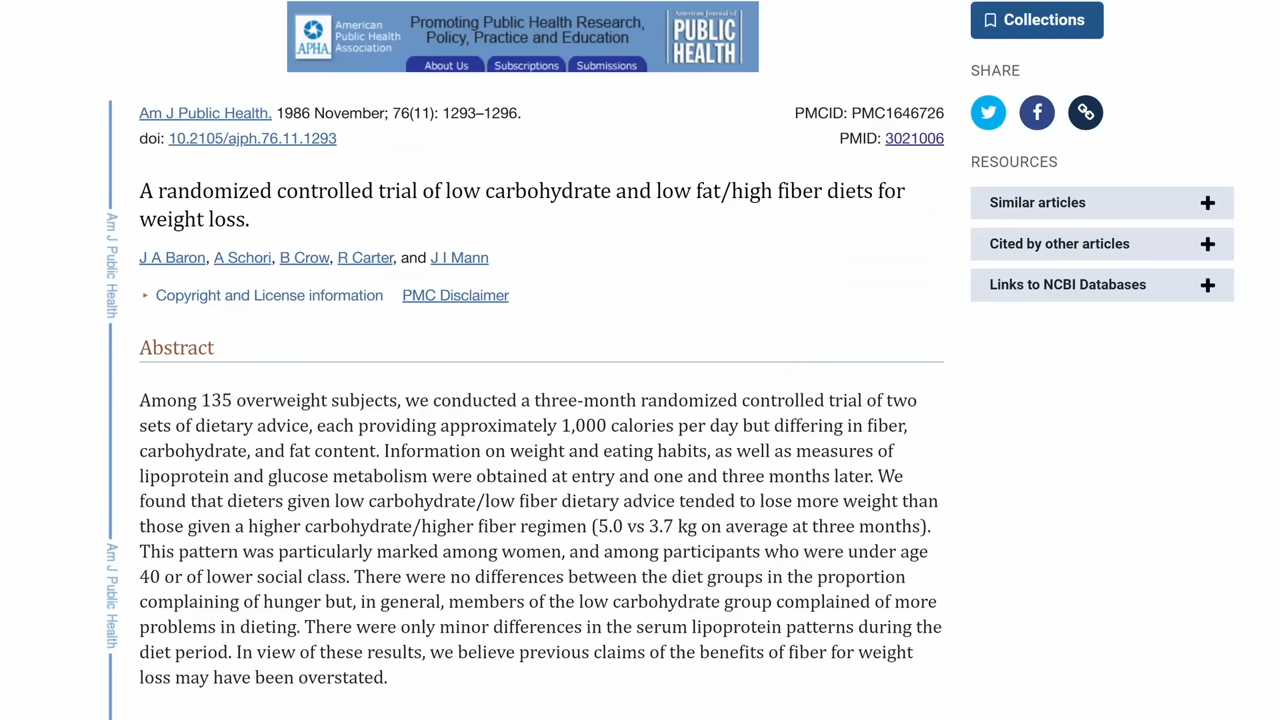 American
Public Health
Association
APHA
Promoting Public Health Research,
Policy, Practice and Education
American Journal of
PUBLIC
HEALTH
About Us
Subscriptions
Submissions
Collections
SHARE
Am J Public Health. 1986 November; 76(11): 1293–1296.
PMCID: PMC1646726
doi: 10.2105/ajph.76.11.1293
PMID: 3021006
RESOURCES
Similar articles
Cited by other articles
Links to NCBI Databases
A randomized controlled trial of low carbohydrate and low fat/high fiber diets for
weight loss.
J A Baron, A Schori, B Crow, R Carter, and J I Mann
Copyright and License information
PMC Disclaimer
Abstract
Among 135 overweight subjects, we conducted a three-month randomized controlled trial of two
sets of dietary advice, each providing approximately 1,000 calories per day but differing in fiber,
carbohydrate, and fat content. Information on weight and eating habits, as well as measures of
lipoprotein and glucose metabolism were obtained at entry and one and three months later. We
found that dieters given low carbohydrate/low fiber dietary advice tended to lose more weight than
those given a higher carbohydrate/higher fiber regimen (5.0 vs 3.7 kg on average at three months).
This pattern was particularly marked among women, and among participants who were under age
40 or of lower social class. There were no differences between the diet groups in the proportion
complaining of hunger but, in general, members of the low carbohydrate group complained of more
problems in dieting. There were only minor differences in the serum lipoprotein patterns during the
diet period. In view of these results, we believe previous claims of the benefits of fiber for weight
loss may have been overstated.
Am J Public Health
Am J Public Health